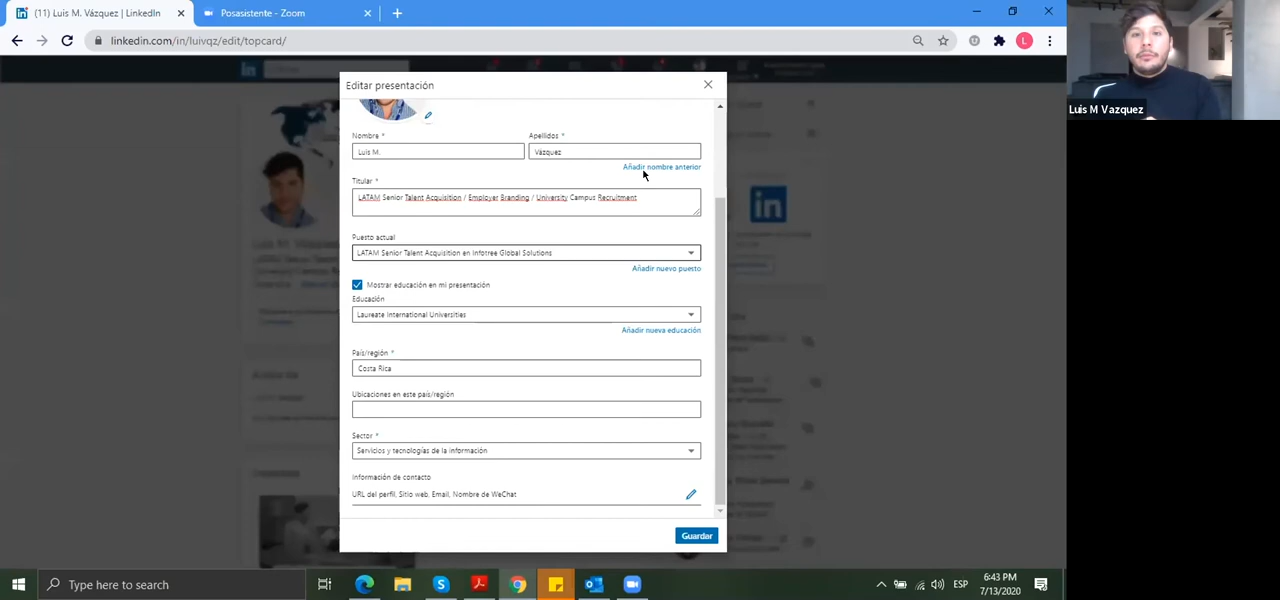 (11) Luis M. Vázquez | LinkedIn
Posasistente - Zoom
linkedin.com/in/luivqz/edit/topcard/
L
Luis M Vazquez
Editar presentación
Nombre *
Apellidos *
Luis M.
Vázquez
Añadir nombre anterior
Titular *
LATAM Senior Talent Acquisition / Employer Branding / University Campus Recruitment
Puesto actual
LATAM Senior Talent Acquisition en Infotree Global Solutions
Añadir nuevo puesto
Mostrar educación en mi presentación
Educación
Laureate International Universities
Añadir nueva educación
País/región *
Costa Rica
Ubicaciones en este país/región
Sector *
Servicios y tecnologías de la información
Información de contacto
URL del perfil, Sitio web, Email, Nombre de WeChat
Guardar
Type here to search
ESP
6:43 PM
7/13/2020